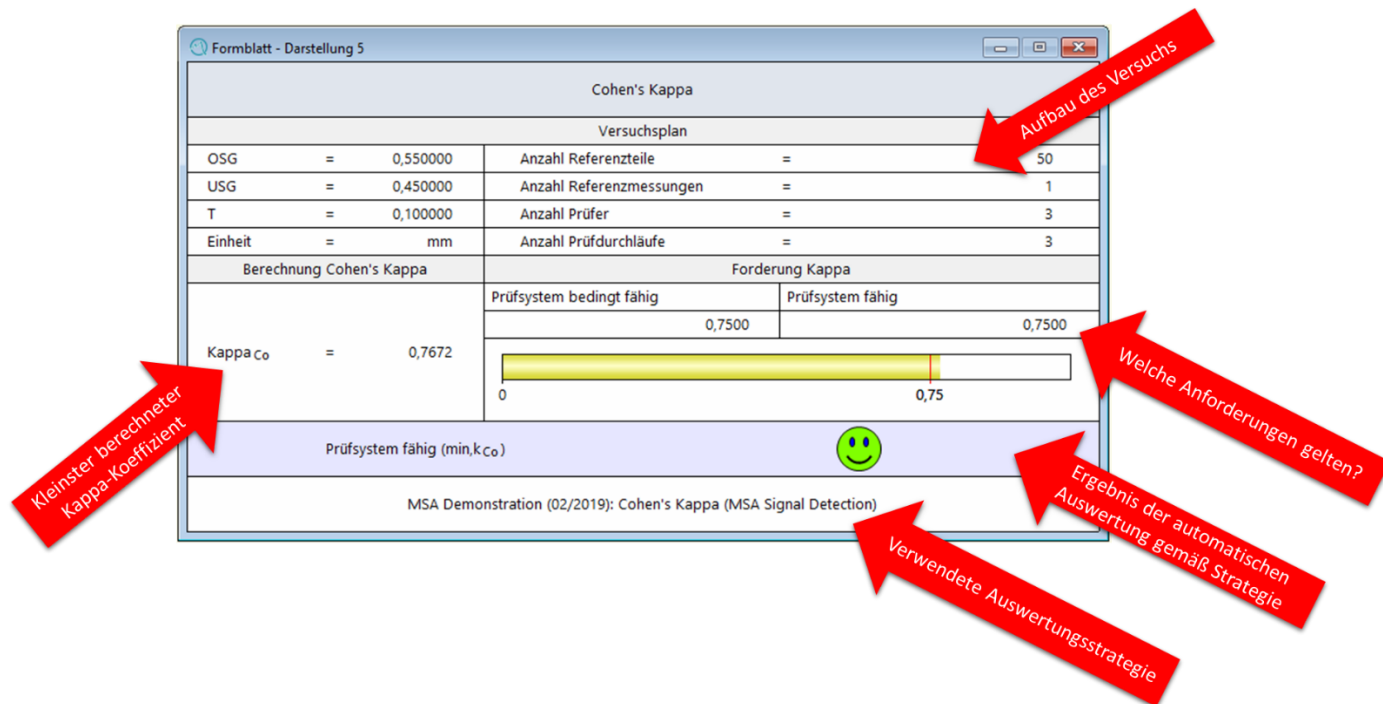 Formblatt - Darstellung 5
Cohen's Kappa
Versuchsplan
OSG = 0,550000 Anzahl Referenzteile = 50
USG = 0,450000 Anzahl Referenzmessungen = 1
T = 0,100000 Anzahl Prüfer = 3
Einheit = mm Anzahl Prüfdurchläufe = 3
Berechnung Cohen's Kappa Forderung Kappa
Prüfsystem bedingt fähig Prüfsystem fähig
0,7500 0,7500
Kappa Co = 0,7672
0 0,75
Prüfsystem fähig (min,k Co)
MSA Demonstration (02/2019): Cohen's Kappa (MSA Signal Detection)
Aufbau des Versuchs
Welche Anforderungen gelten?
Kleinster berechneter
Kappa-Koeffizient
Ergebnis der automatischen
Auswertung gemäß Strategie
Verwendete Auswertungsstrategie